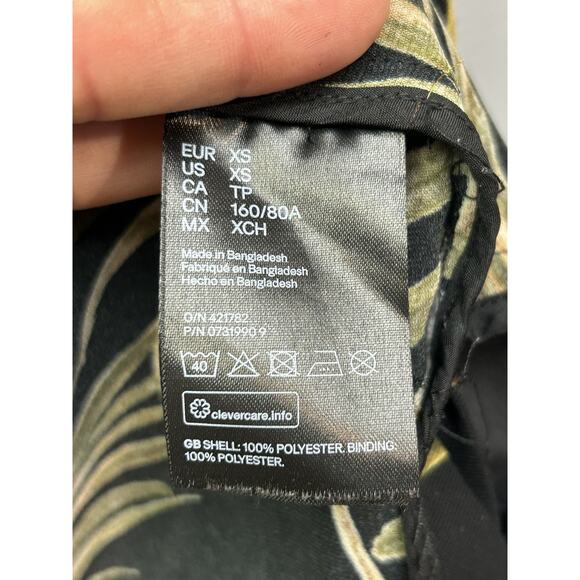 EUR XS
US XS
CA TP
CN 160/80A
MX XCH
Made in Bangladesh
Fabriqué en Bangladesh
Hecho en Bangladesh
O/N 421782
P/N 0731990 9
40
clevercare.info
GB SHELL: 100% POLYESTER. BINDING:
100% POLYESTER.